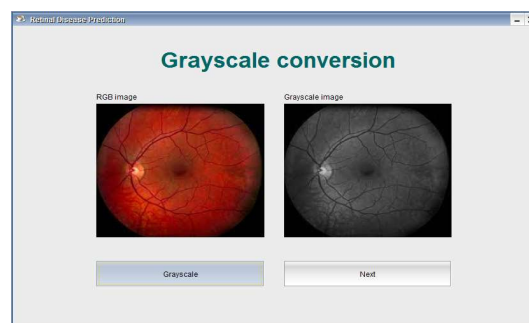 Retinal Disease Prediction
Grayscale conversion
RGB image
Grayscale image
Grayscale
Next